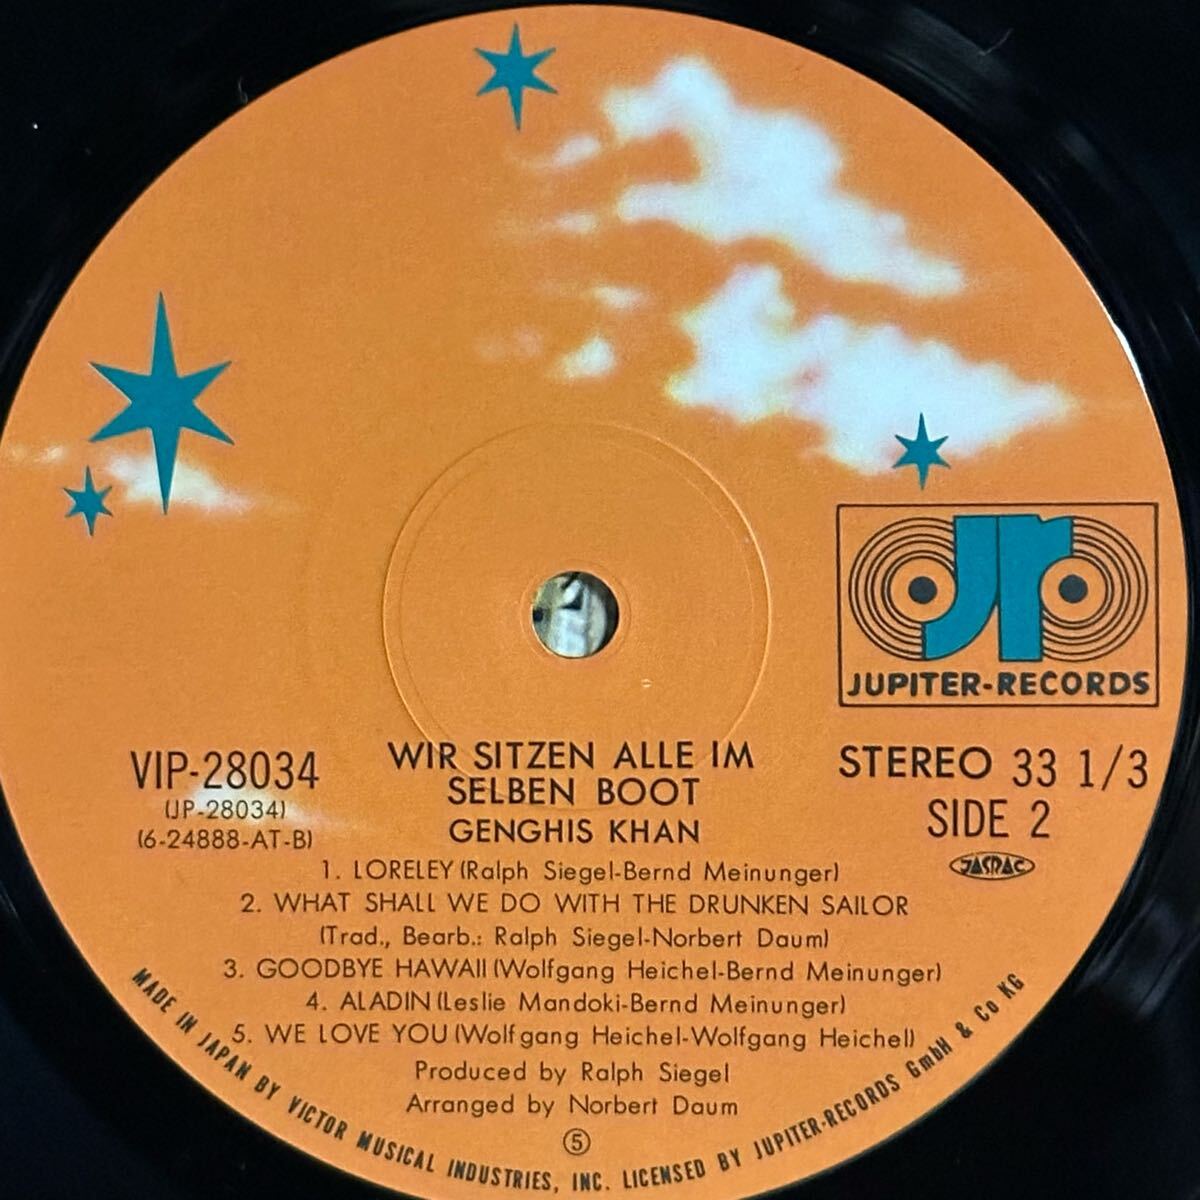 jr
JUPITER-RECORDS
VIP-28034
(JP-28034)
(6-24888-AT-B)
WIR SITZEN ALLE IM
SELBEN BOOT
GENGHIS KHAN
STEREO 33 1/3
SIDE 2
JASRAC
1. LORELEY (Ralph Siegel-Bernd Meinunger)
2. WHAT SHALL WE DO WITH THE DRUNKEN SAILOR
(Trad., Bearb.: Ralph Siegel-Norbert Daum)
3. GOODBYE HAWAII (Wolfgang Heichel-Bernd Meinunger)
4. ALADIN (Leslie Mandoki-Bernd Meinunger)
5. WE LOVE YOU (Wolfgang Heichel-Wolfgang Heichel)
Produced by Ralph Siegel
Arranged by Norbert Daum
⑤
MADE IN JAPAN BY VICTOR MUSICAL INDUSTRIES, INC. LICENSED BY JUPITER-RECORDS GmbH & Co KG